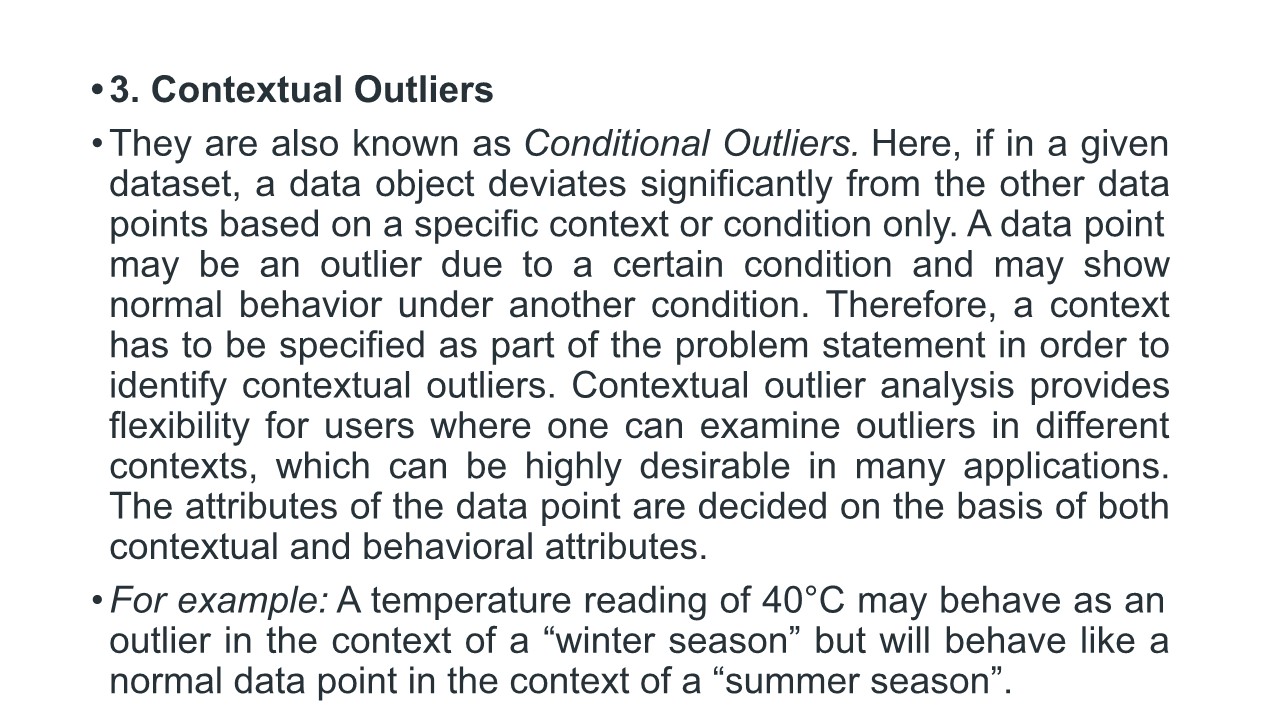 • 3. Contextual Outliers
• They are also known as Conditional Outliers. Here, if in a given
dataset, a data object deviates significantly from the other data
points based on a specific context or condition only. A data point
may be an outlier due to a certain condition and may show
normal behavior under another condition. Therefore, a context
has to be specified as part of the problem statement in order to
identify contextual outliers. Contextual outlier analysis provides
flexibility for users where one can examine outliers in different
contexts, which can be highly desirable in many applications.
The attributes of the data point are decided on the basis of both
contextual and behavioral attributes.
• For example: A temperature reading of 40°C may behave as an
outlier in the context of a “winter season” but will behave like a
normal data point in the context of a “summer season”.